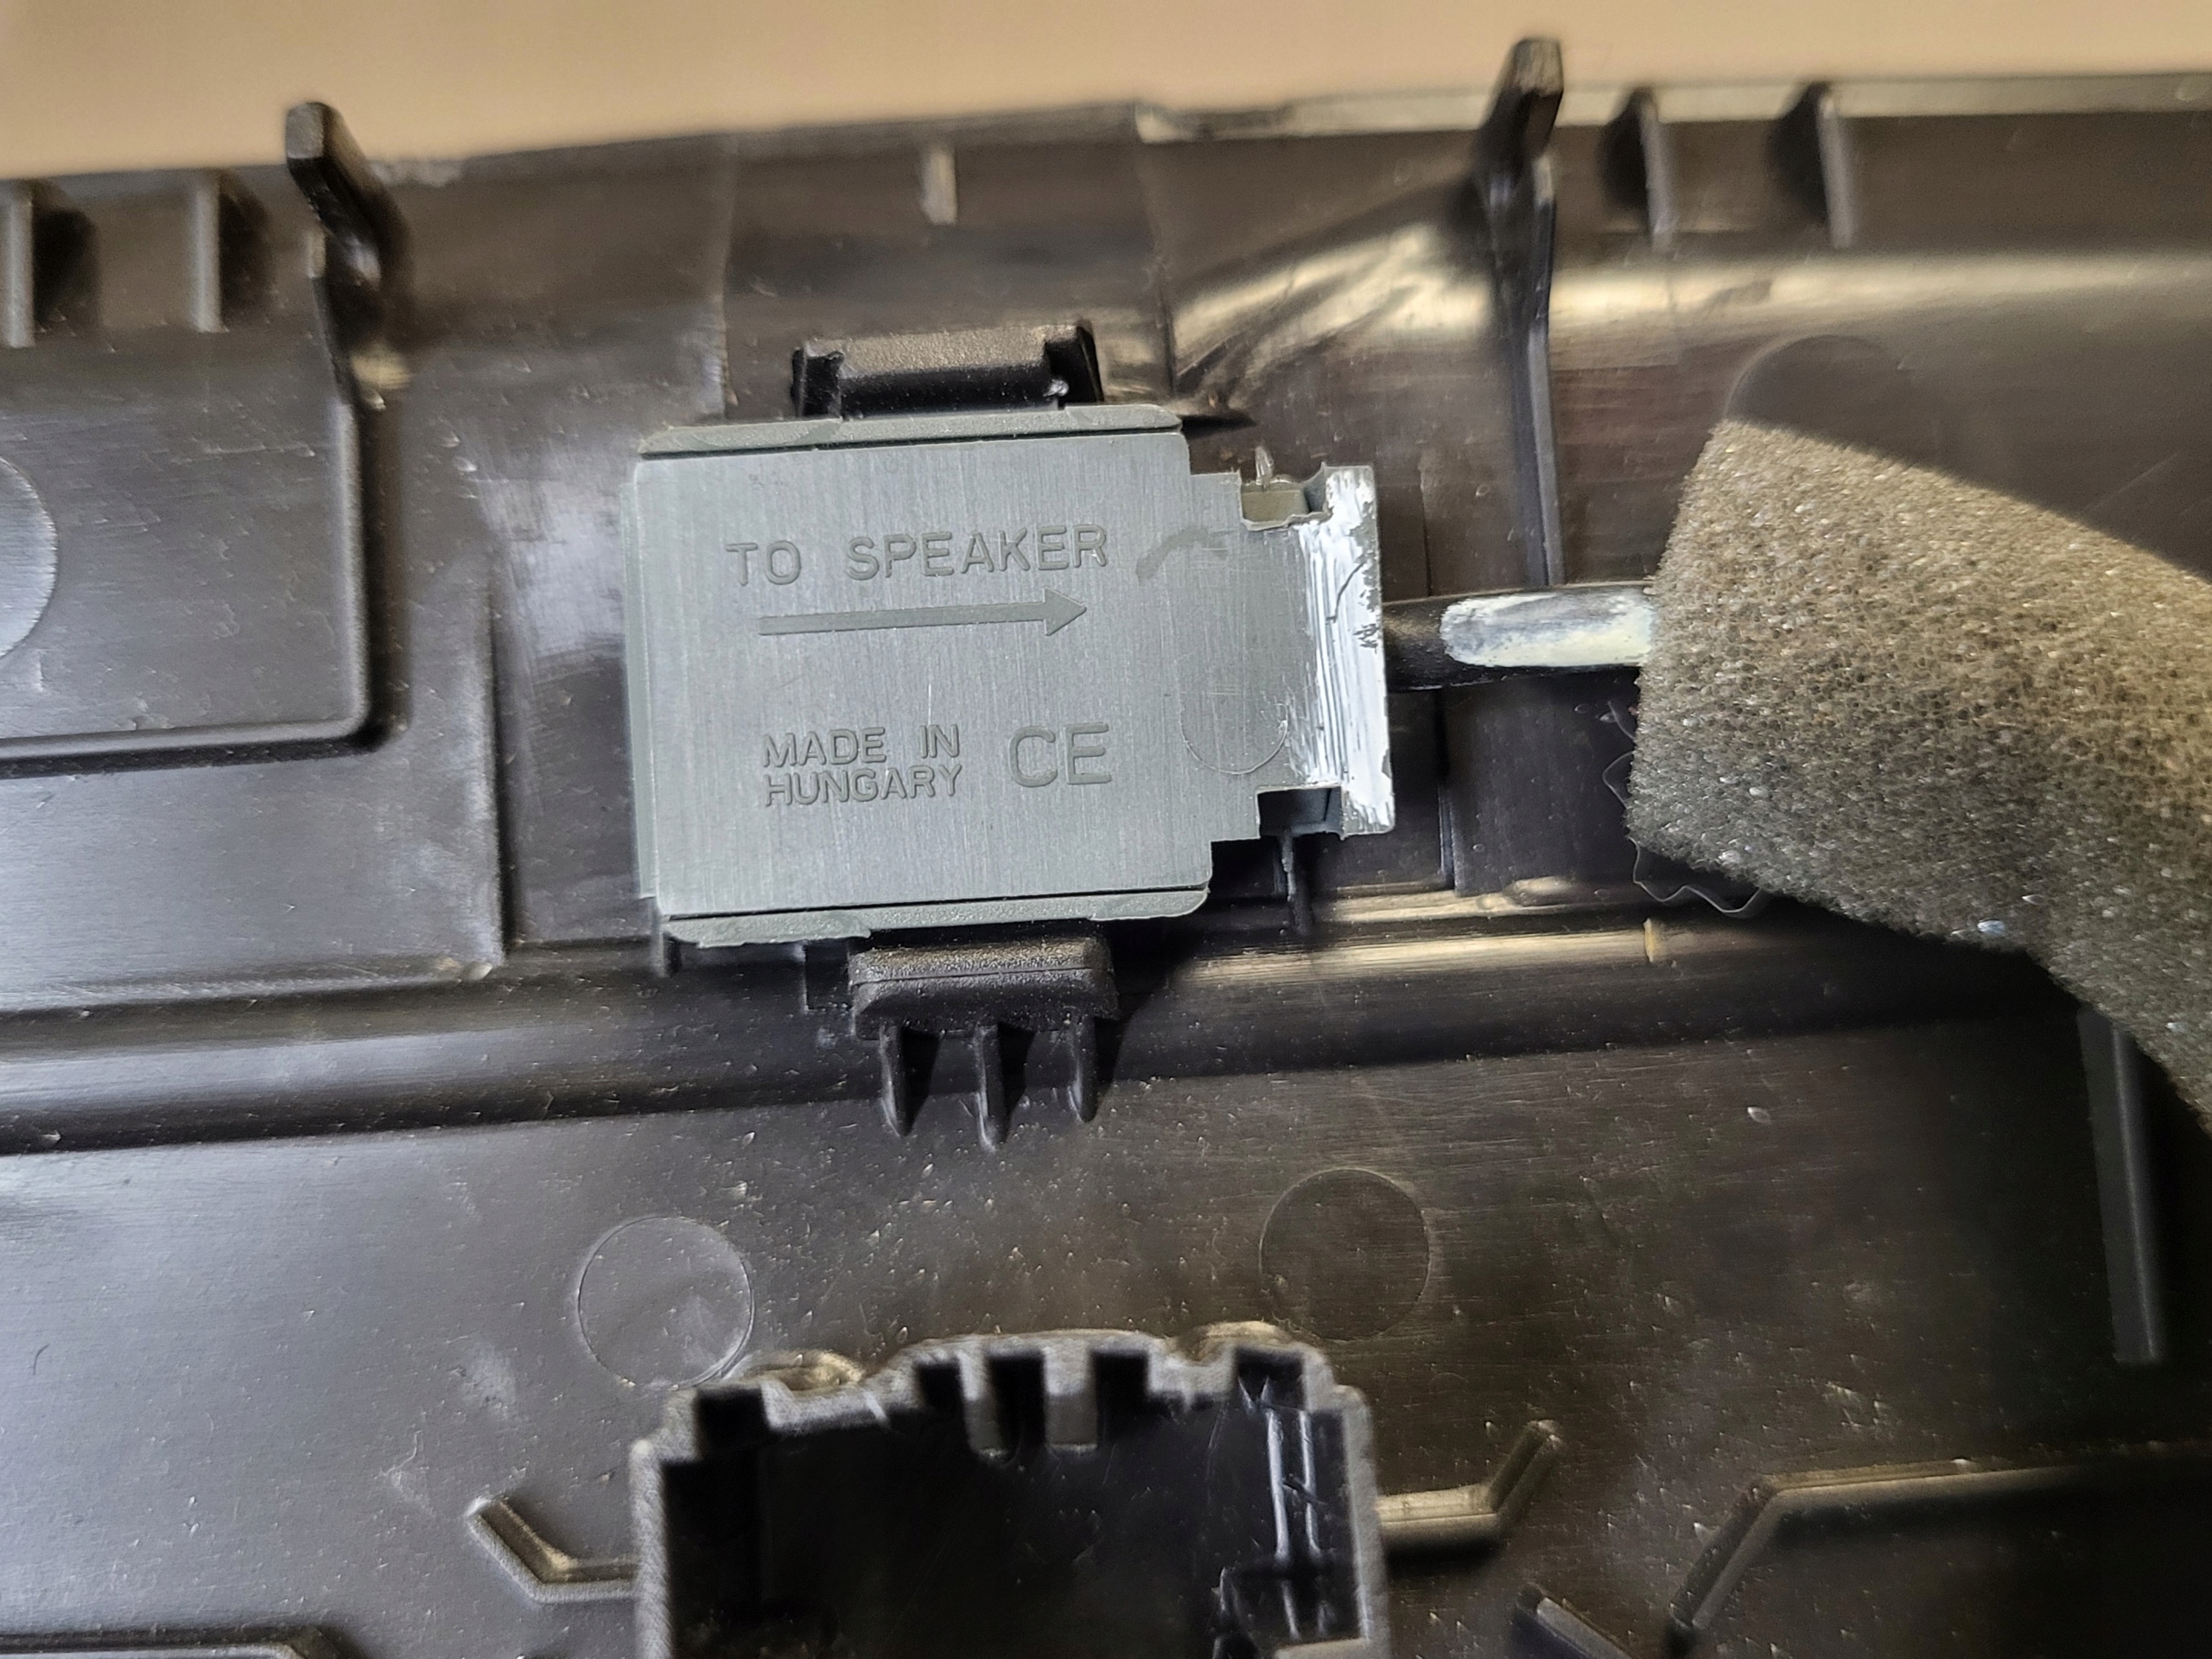 TO SPEAKER
MADE IN
HUNGARY
CE